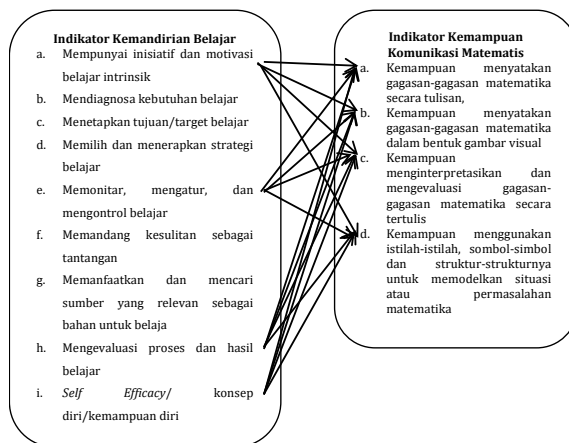 Indikator Kemandirian Belajar
a. Mempunyai inisiatif dan motivasi
belajar intrinsik
b. Mendiagnosa kebutuhan belajar
c. Menetapkan tujuan/target belajar
d. Memilih dan menerapkan strategi
belajar
e. Memonitar, mengatur, dan
mengontrol belajar
f. Memandang kesulitan sebagai
tantangan
g. Memanfaatkan dan mencari
sumber yang relevan sebagai
bahan untuk belaja
h. Mengevaluasi proses dan hasil
belajar
i. Self Efficacy/ konsep
diri/kemampuan diri
Indikator Kemampuan
Komunikasi Matematis
a. Kemampuan menyatakan
gagasan-gagasan matematika
secara tulisan,
b. Kemampuan menyatakan
gagasan-gagasan matematika
dalam bentuk gambar visual
c. Kemampuan
menginterpretasikan dan
mengevaluasi gagasan-
gagasan matematika secara
tertulis
d. Kemampuan menggunakan
istilah-istilah, sombol-simbol
dan struktur-strukturnya
untuk memodelkan situasi
atau permasalahan
matematika